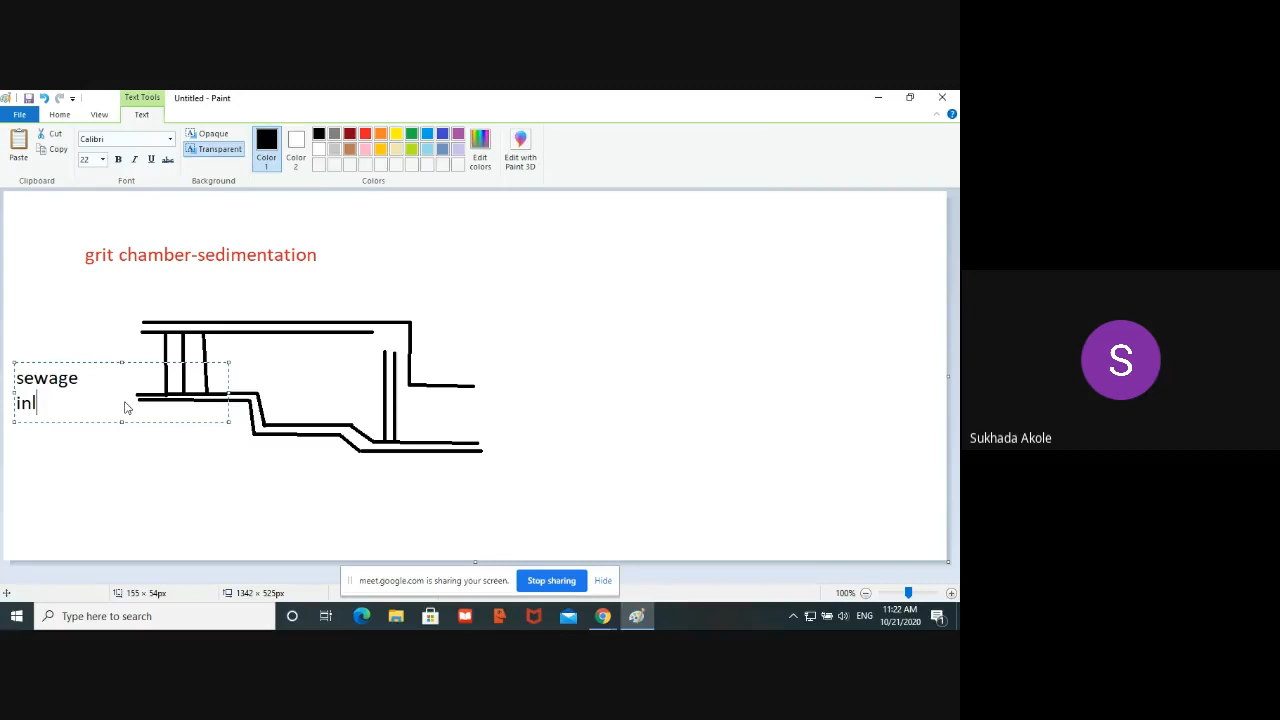 Text Tools
Untitled - Paint
File
Home
View
Text
Paste
Cut
Copy
Clipboard
Calibri
22
B I U abc
Font
Opaque
Transparent
Background
Color 1
Color 2
Edit colors
Colors
Edit with Paint 3D
grit chamber-sedimentation
sewage
inl
S
Sukhada Akole
meet.google.com is sharing your screen.
Stop sharing
Hide
155 × 54px
1342 × 525px
100%
Type here to search
ENG
11:22 AM
10/21/2020
1